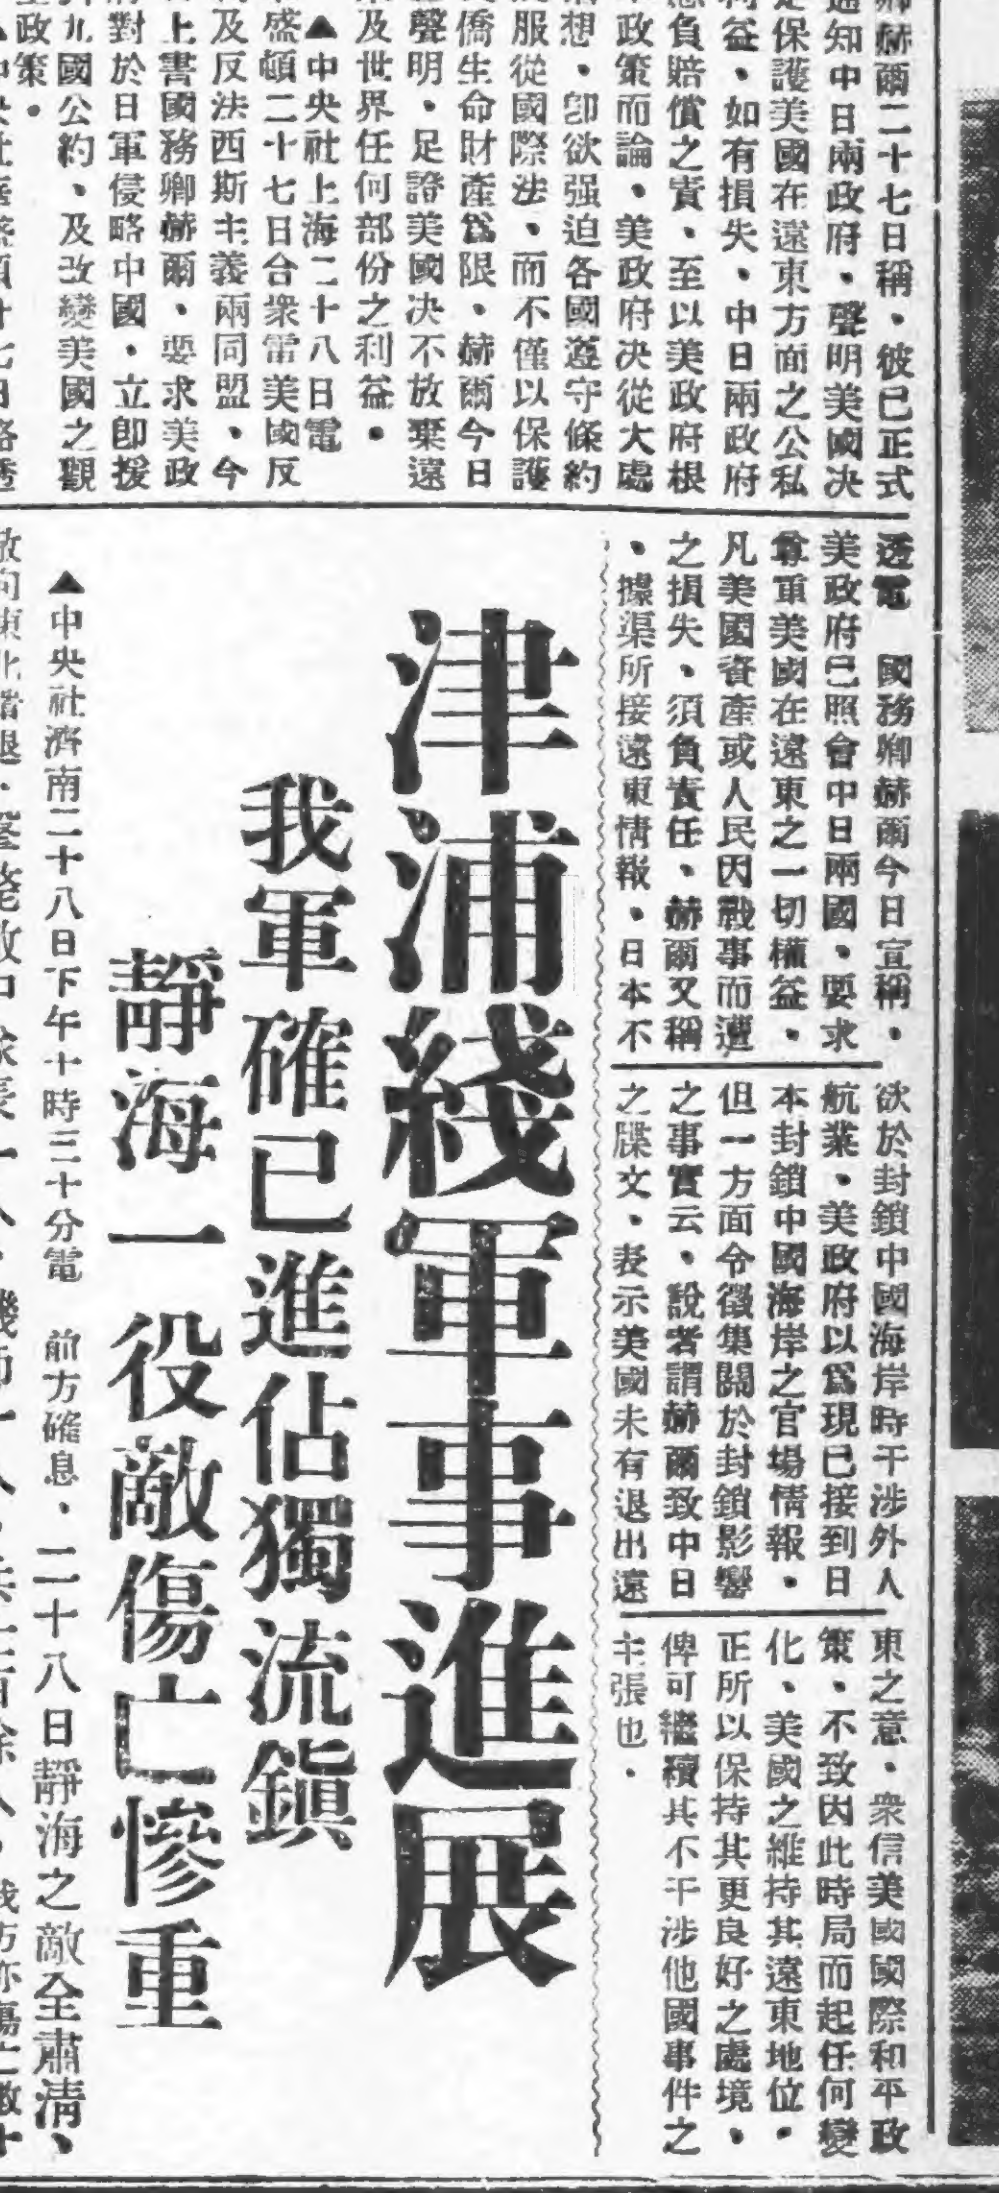 卿赫爾二十七日稱、彼已正式
通知中日兩政府、聲明美國决
定保護美國在遠東方面之公私
利益、如有損失、中日兩政府
應負賠償之責、至以美政府根
本政策而論、美政府决從大處
着想、卽欲强迫各國遵守條約
服從國際法、而不僅以保護
美僑生命財產爲限、赫爾今日
聲明、足證美國决不放棄遠
東及世界任何部份之利益、
▲中央社上海二十八日電
華盛頓二十七日合衆電美國反
及反法西斯主義兩同盟、今
上書國務卿赫爾、要求美政
府對於日軍侵略中國、立卽援
九國公約、及改變美國之觀
政策、
透電　國務卿赫爾今日宣稱、
美政府已照會中日兩國、要求
尊重美國在遠東之一切權益、
凡美國資產或人民因戰事而遭
之損失、須負責任、赫爾又稱
、據渠所接遠東情報、日本不
欲於封鎖中國海岸時干涉外人
航業、美政府以爲現已接到日
本封鎖中國海岸之官塲情報、
但一方面令徵集關於封鎖影響
之事實云、說者謂赫爾致中日
之牒文、表示美國未有退出遠
東之意、衆信美國國際和平政
策、不致因此時局而起任何變
化、美國之維持其遠東地位、
正所以保持其更良好之處境、
俾可繼續其不干涉他國事件之
主張也、
津浦綫軍事進展
我軍確已進佔獨流鎭
靜海一役敵傷亡慘重
▲中央社濟南二十八日下午十時三十分電　前方確息、二十八日靜海之敵全肅清、